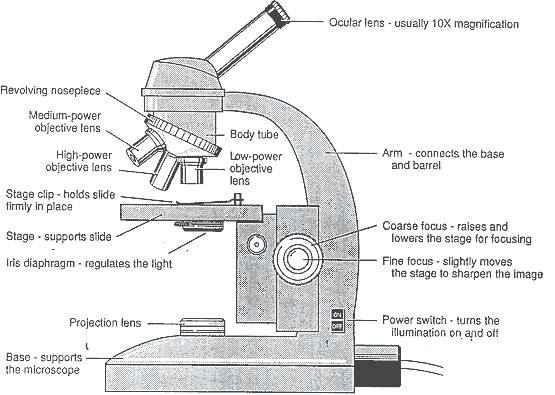 Ocular lens - usually 10X magnification
Revolving nosepiece
Medium-power
objective lens
High-power
objective lens
Body tube
Low-power
objective
lens
Arm - connects the base
and barrel
Stage clip - holds slide
firmly in place
Stage - supports slide
Iris diaphragm - regulates the light
Coarse focus - raises and
lowers the stage for focusing
Fine focus - slightly moves
the stage to sharpen the image
Projection lens
ON
OFF
Power switch - turns the
illumination on and off
Base - supports
the microscope